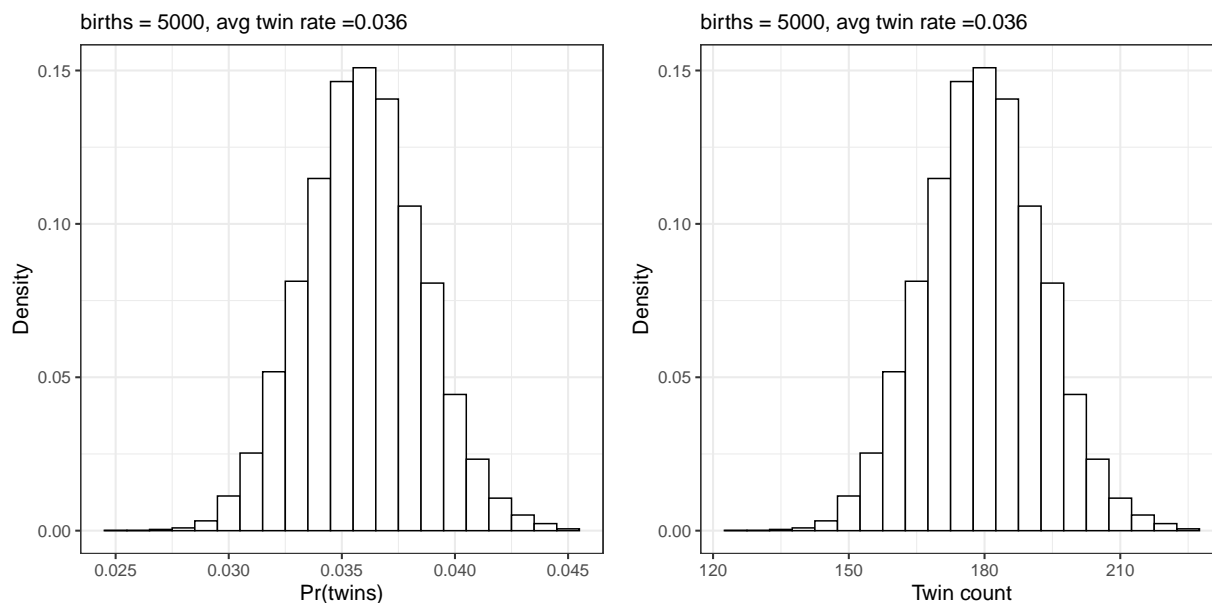 births = 5000, avg twin rate =0.036
0.15
0.10
0.05
0.00
Density
0.025 0.030 0.035 0.040 0.045
Pr(twins)
births = 5000, avg twin rate =0.036
0.15
0.10
0.05
0.00
Density
120 150 180 210
Twin count